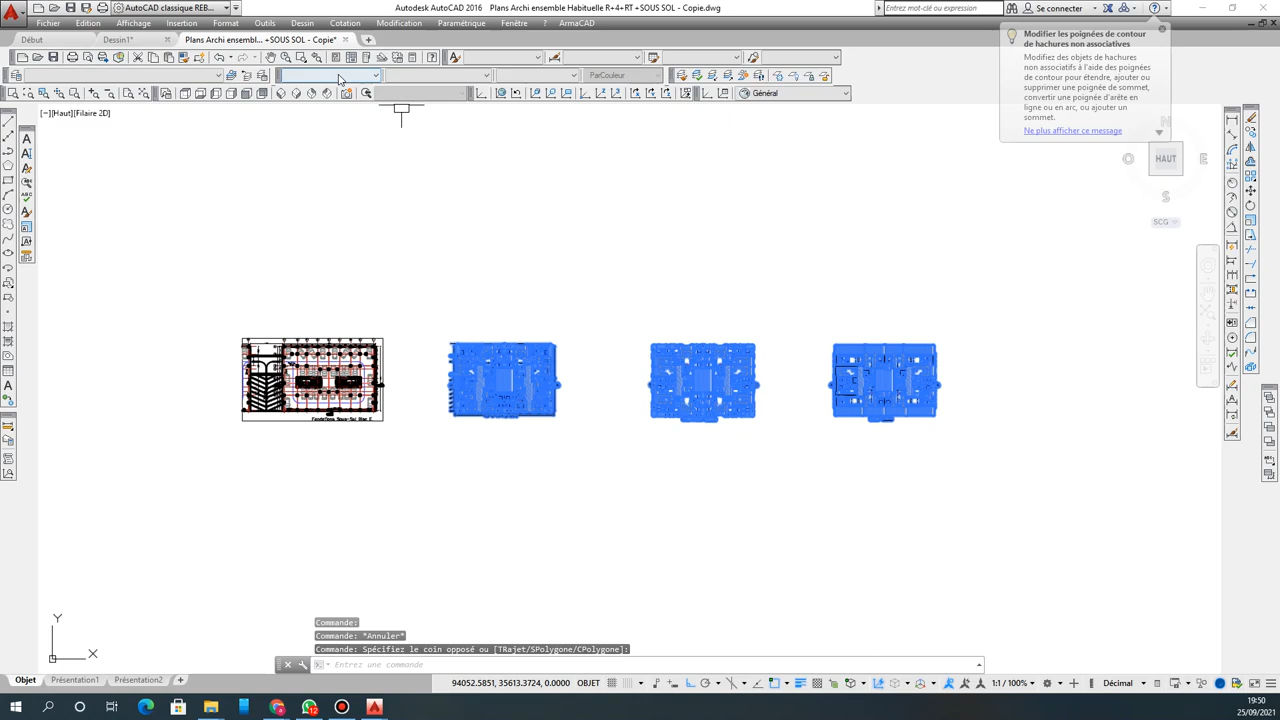 AutoCAD classique REB...
Autodesk AutoCAD 2016
Plans Archi ensemble Habituelle R+4+RT +SOUS SOL - Copie.dwg
Entrez mot-clé ou expression
Se connecter
Fichier
Edition
Affichage
Insertion
Format
Outils
Dessin
Cotation
Modification
Paramétrique
Fenêtre
?
ArmaCAD
Début
Dessin1*
Plans Archi ensembl... +SOUS SOL - Copie*
ParCouleur
Général
[−][Haut][Filaire 2D]
Modifier les poignées de contour
de hachures non associatives
Modifiez des objets de hachures
non associatifs à l'aide des poignées
de contour pour étendre, ajouter ou
supprimer une poignée de sommet,
convertir une poignée d'arête en
ligne ou en arc, ou ajouter un
sommet.
Ne plus afficher ce message
N
O
HAUT
E
S
SCG
Fondations Sous-Sol Bloc E
Y
X
Commande:
Commande: *Annuler*
Commande: Spécifiez le coin opposé ou [TRajet/SPolygone/CPolygone]:
Entrez une commande
Objet
Présentation1
Présentation2
94052.5851, 35613.3724, 0.0000
OBJET
1:1 / 100%
Décimal
19:50
25/09/2021